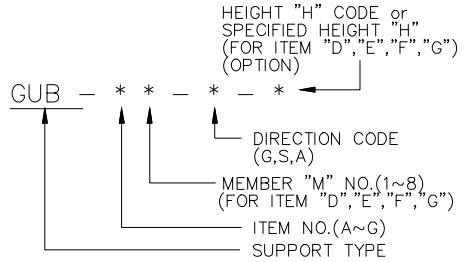 HEIGHT "H" CODE or
SPECIFIED HEIGHT "H"
(FOR ITEM "D","E","F","G")
(OPTION)
GUB - * * - * - *
DIRECTION CODE
(G,S,A)
MEMBER "M" NO.(1~8)
(FOR ITEM "D","E","F","G")
ITEM NO.(A~G)
SUPPORT TYPE